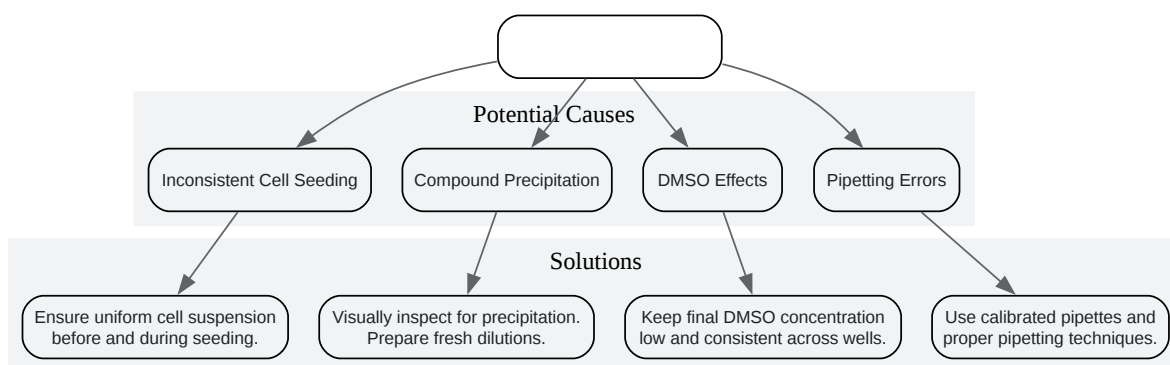 Potential Causes
Inconsistent Cell Seeding
Compound Precipitation
DMSO Effects
Pipetting Errors
Solutions
Ensure uniform cell suspension
before and during seeding.
Visually inspect for precipitation.
Prepare fresh dilutions.
Keep final DMSO concentration
low and consistent across wells.
Use calibrated pipettes and
proper pipetting techniques.